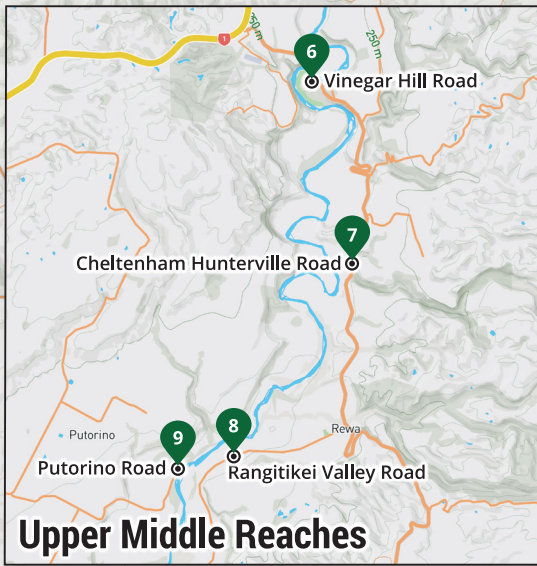 250 m
1
250 m
6
Vinegar Hill Road
7
Cheltenham Hunterville Road
Putorino
9
8
Rewa
Putorino Road
Rangitikei Valley Road
Upper Middle Reaches